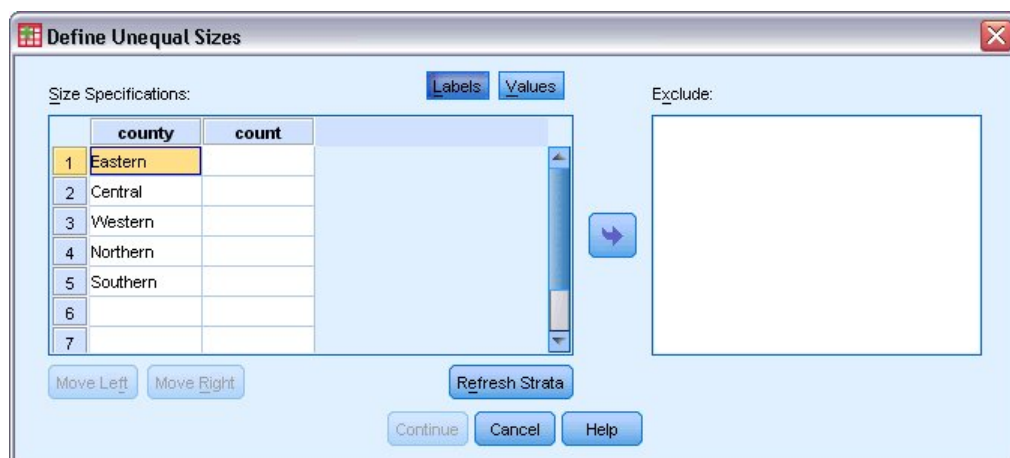 Define Unequal Sizes
Size Specifications:
Labels Values
Exclude:
county count
1 Eastern
2 Central
3 Western
4 Northern
5 Southern
6
7
Move Left Move Right
Refresh Strata
Continue Cancel Help